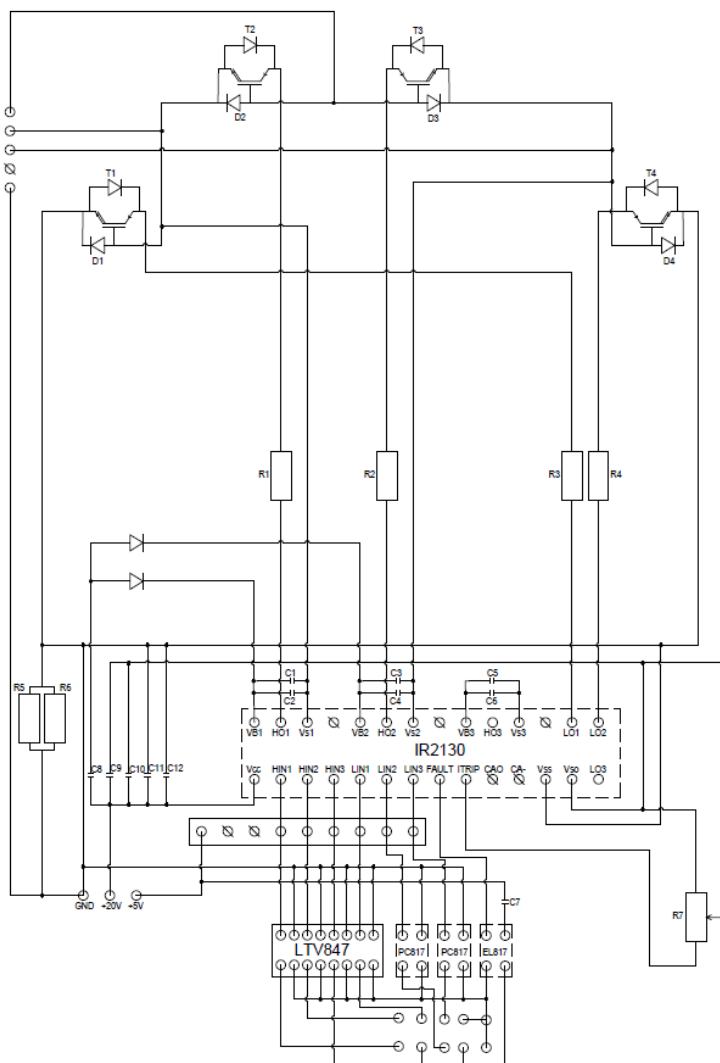 T2 T3
D2 D3
T1 T4
D1 D4
R1 R2 R3 R4
C1 C3 C5
R5 R6 C2 C4 C6
VB1 HO1 Vs1 VB2 HO2 Vs2 VB3 HO3 Vs3 LO1 LO2
IR2130
C8 C9 C10 C11 C12
Vcc HIN1 HIN2 HIN3 LIN1 LIN2 LIN3 FAULT ITRIP CAO CA- Vss Vso LO3
GND +20V +5V
C7
R7
LTV847 PC817 PC817 EL817